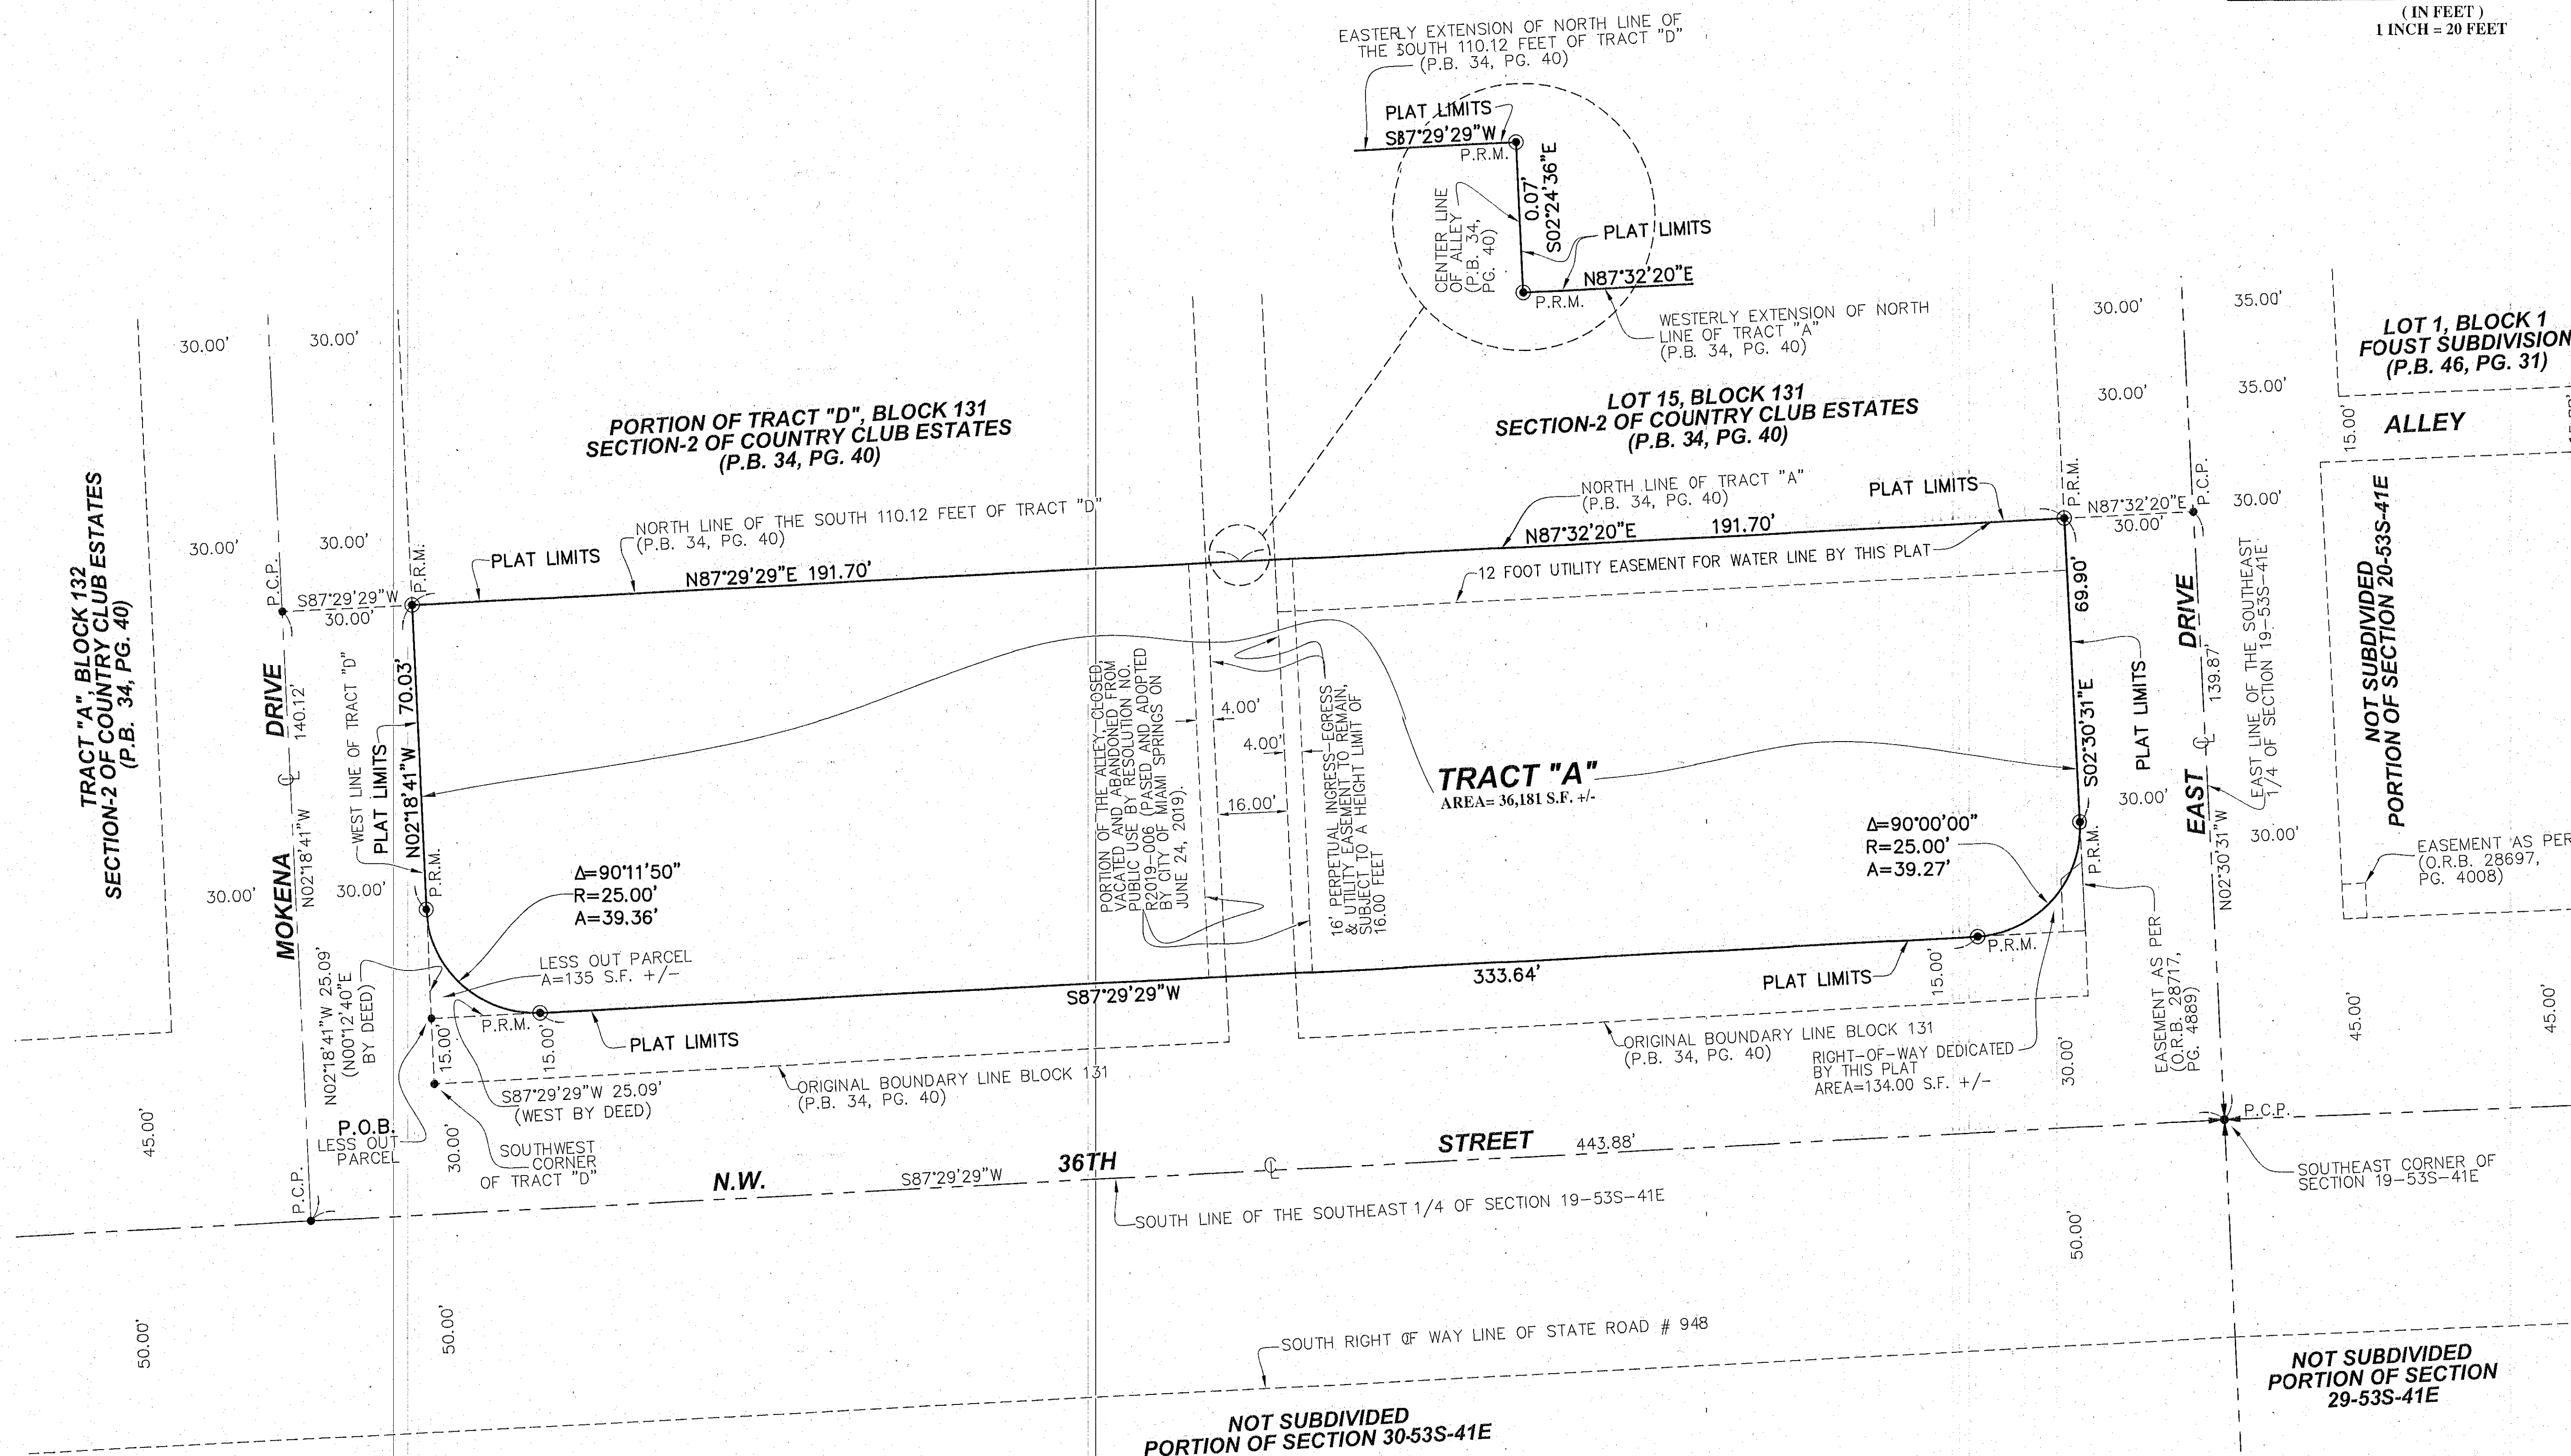 ( IN FEET )
1 INCH = 20 FEET
EASTERLY EXTENSION OF NORTH LINE OF
THE SOUTH 110.12 FEET OF TRACT "D"
(P.B. 34, PG. 40)
PLAT LIMITS
S87°29'29"W
P.R.M.
0.07'
S02°24'36"E
CENTER LINE
OF ALLEY
(P.B. 34,
PG. 40)
PLAT LIMITS
N87°32'20"E
P.R.M.
WESTERLY EXTENSION OF NORTH
LINE OF TRACT "A"
(P.B. 34, PG. 40)
30.00'
30.00'
30.00'
35.00'
30.00'
35.00'
LOT 1, BLOCK 1
FOUST SUBDIVISION
(P.B. 46, PG. 31)
15.00'
ALLEY
PORTION OF TRACT "D", BLOCK 131
SECTION-2 OF COUNTRY CLUB ESTATES
(P.B. 34, PG. 40)
LOT 15, BLOCK 131
SECTION-2 OF COUNTRY CLUB ESTATES
(P.B. 34, PG. 40)
TRACT "A", BLOCK 132
SECTION-2 OF COUNTRY CLUB ESTATES
(P.B. 34, PG. 40)
30.00'
30.00'
P.C.P.
P.R.M.
S87°29'29"W
30.00'
PLAT LIMITS
NORTH LINE OF THE SOUTH 110.12 FEET OF TRACT "D"
(P.B. 34, PG. 40)
N87°29'29"E 191.70'
NORTH LINE OF TRACT "A"
(P.B. 34, PG. 40)
PLAT LIMITS
N87°32'20"E 191.70'
12 FOOT UTILITY EASEMENT FOR WATER LINE BY THIS PLAT
P.R.M.
N87°32'20"E
30.00'
P.C.P.
30.00'
NOT SUBDIVIDED
PORTION OF SECTION 20-53S-41E
MOKENA DRIVE
N02°18'41"W
140.12'
℄
WEST LINE OF TRACT "D"
PLAT LIMITS
N02°18'41"W 70.03'
P.R.M.
30.00'
30.00'
PORTION OF THE ALLEY, CLOSED,
VACATED AND ABANDONED FROM
PUBLIC USE BY RESOLUTION NO.
R2019-006 (PASED AND ADOPTED
BY CITY OF MIAMI SPRINGS ON
JUNE 24, 2019).
4.00'
4.00'
16.00'
16' PERPETUAL INGRESS-EGRESS
& UTILITY EASEMENT TO REMAIN,
SUBJECT TO A HEIGHT LIMIT OF
16.00 FEET
TRACT "A"
AREA= 36,181 S.F. +/-
69.90'
S02°30'31"E
PLAT LIMITS
30.00'
EAST DRIVE
℄
N02°30'31"W
139.87'
EAST LINE OF THE SOUTHEAST
1/4 OF SECTION 19-53S-41E
30.00'
EASEMENT AS PER
(O.R.B. 28697,
PG. 4008)
Δ=90°11'50"
R=25.00'
A=39.36'
Δ=90°00'00"
R=25.00'
A=39.27'
P.R.M.
LESS OUT PARCEL
A=135 S.F. +/-
N02°18'41"W 25.09'
(N00°12'40"E
BY DEED)
P.R.M.
15.00'
15.00'
PLAT LIMITS
S87°29'29"W
333.64'
PLAT LIMITS
15.00'
P.R.M.
EASEMENT AS PER
(O.R.B. 28717,
PG. 4889)
45.00'
45.00'
S87°29'29"W 25.09'
(WEST BY DEED)
ORIGINAL BOUNDARY LINE BLOCK 131
(P.B. 34, PG. 40)
ORIGINAL BOUNDARY LINE BLOCK 131
(P.B. 34, PG. 40)
RIGHT-OF-WAY DEDICATED
BY THIS PLAT
AREA=134.00 S.F. +/-
30.00'
P.C.P.
45.00'
P.O.B.
LESS OUT
PARCEL
30.00'
SOUTHWEST
CORNER
OF TRACT "D"
P.C.P.
N.W. 36TH STREET
S87°29'29"W
℄
443.88'
SOUTHEAST CORNER OF
SECTION 19-53S-41E
SOUTH LINE OF THE SOUTHEAST 1/4 OF SECTION 19-53S-41E
50.00'
50.00'
50.00'
SOUTH RIGHT OF WAY LINE OF STATE ROAD # 948
NOT SUBDIVIDED
PORTION OF SECTION
29-53S-41E
NOT SUBDIVIDED
PORTION OF SECTION 30-53S-41E